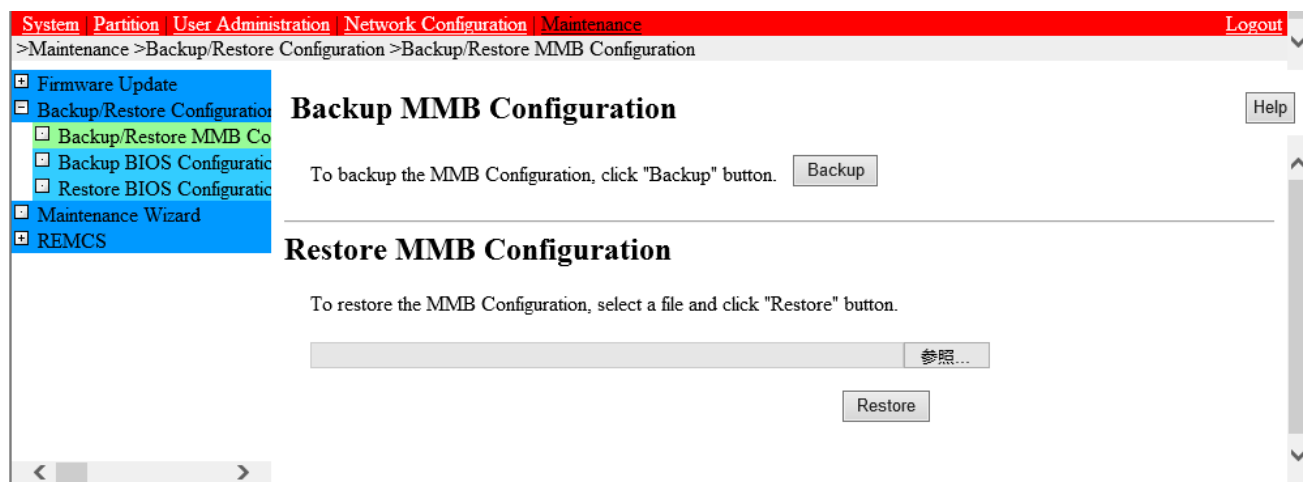 System | Partition | User Administration | Network Configuration | Maintenance Logout
>Maintenance >Backup/Restore Configuration >Backup/Restore MMB Configuration
Firmware Update
Backup/Restore Configuration
Backup/Restore MMB Co
Backup BIOS Configuratic
Restore BIOS Configuratic
Maintenance Wizard
REMCS
Backup MMB Configuration
Help
To backup the MMB Configuration, click "Backup" button. Backup
Restore MMB Configuration
To restore the MMB Configuration, select a file and click "Restore" button.
参照...
Restore